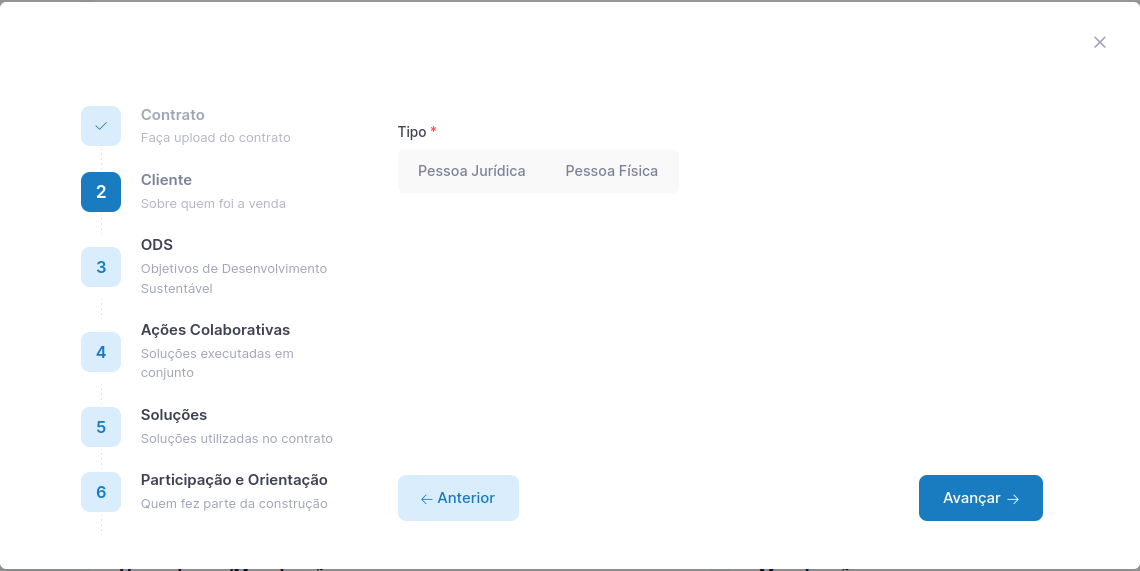 Contrato
Faça upload do contrato
2
Cliente
Sobre quem foi a venda
3
ODS
Objetivos de Desenvolvimento
Sustentável
4
Ações Colaborativas
Soluções executadas em
conjunto
5
Soluções
Soluções utilizadas no contrato
6
Participação e Orientação
Quem fez parte da construção
Tipo *
Pessoa Jurídica
Pessoa Física
← Anterior
Avançar →